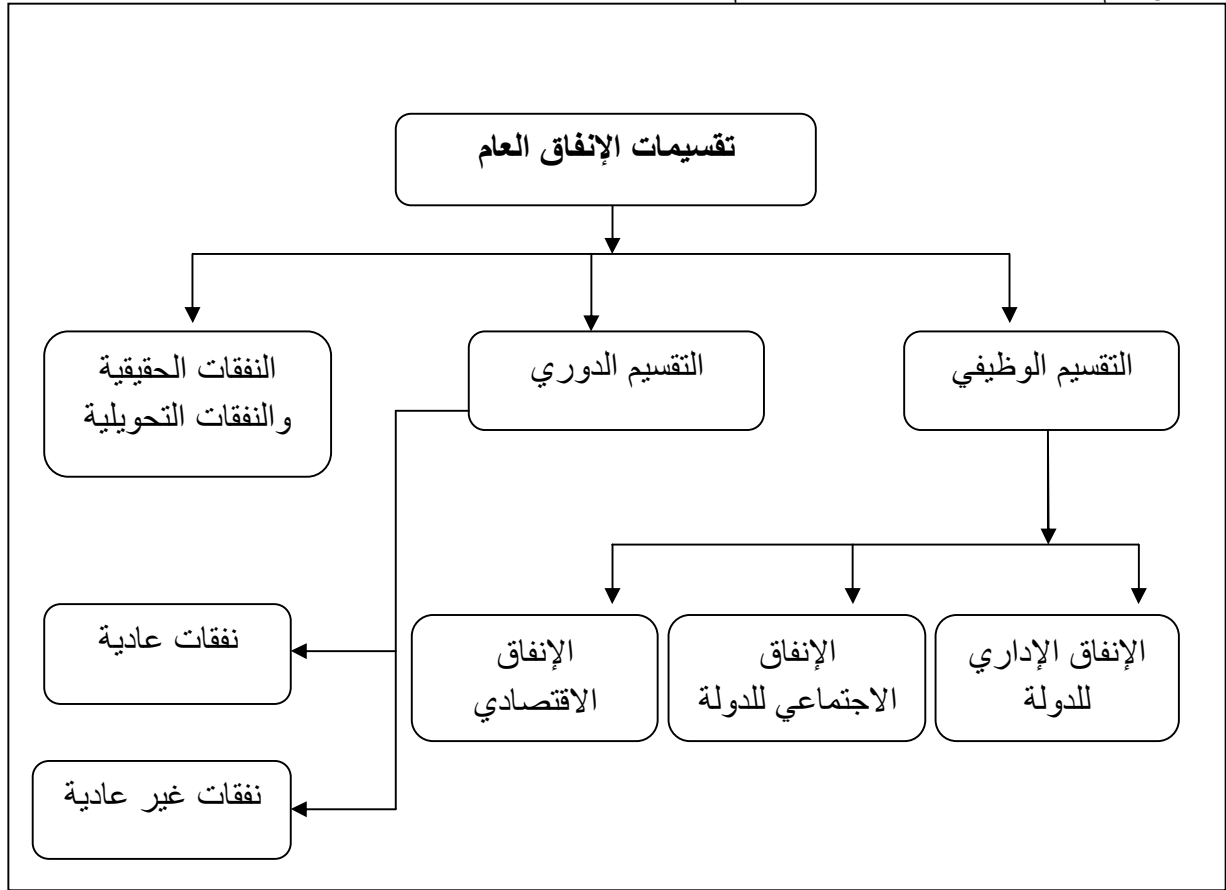 تقسيمات الإنفاق العام
التقسيم الوظيفي
التقسيم الدوري
النفقات الحقيقية
والنفقات التحويلية
الإنفاق الإداري
للدولة
الإنفاق
الاجتماعي للدولة
الإنفاق
الاقتصادي
نفقات عادية
نفقات غير عادية